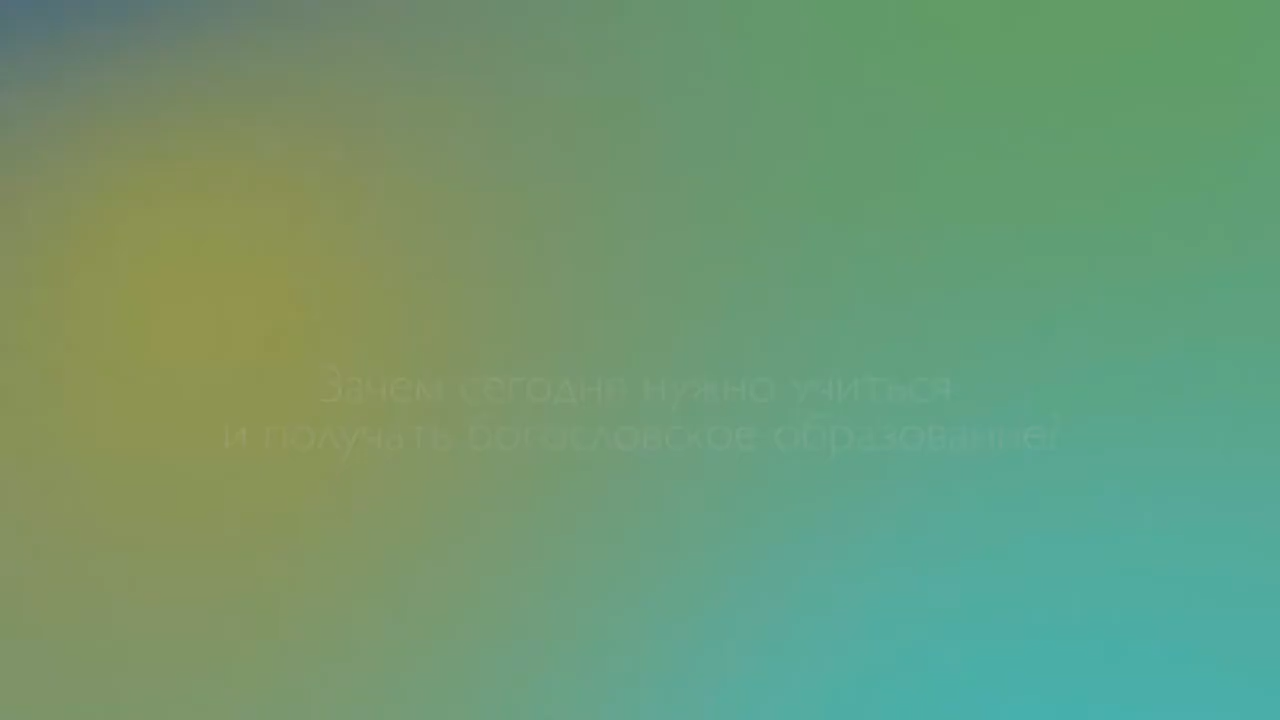 Зачем сегодня нужно учиться
и получать богословское образование?